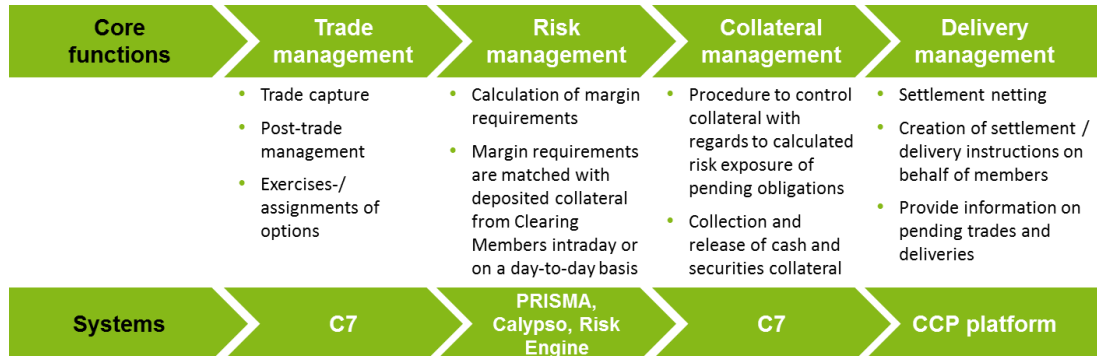 Core
functions
Trade
management
Risk
management
Collateral
management
Delivery
management
• Trade capture
• Post-trade
management
• Exercises-/
assignments of
options
• Calculation of margin
requirements
• Margin requirements
are matched with
deposited collateral
from Clearing
Members intraday or
on a day-to-day basis
• Procedure to control
collateral with
regards to calculated
risk exposure of
pending obligations
• Collection and
release of cash and
securities collateral
• Settlement netting
• Creation of settlement /
delivery instructions on
behalf of members
• Provide information on
pending trades and
deliveries
Systems
C7
PRISMA,
Calypso, Risk
Engine
C7
CCP platform